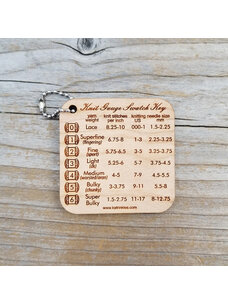 Knit Gauge Swatch Key
yarn weight knit stitches per inch knitting needle size US mm
0 Lace 8.25-10 000-1 1.5-2.25
1 Superfine (fingering) 6.75-8 1-3 2.25-3.25
2 Fine (sport) 5.75-6.5 3-5 3.25-3.75
3 Light (dk) 5.25-6 5-7 3.75-4.5
4 Medium (worsted/aran) 4-5 7-9 4.5-5.5
5 Bulky (chunky) 3-3.75 9-11 5.5-8
6 Super Bulky 1.5-2.75 11-17 8-12.75